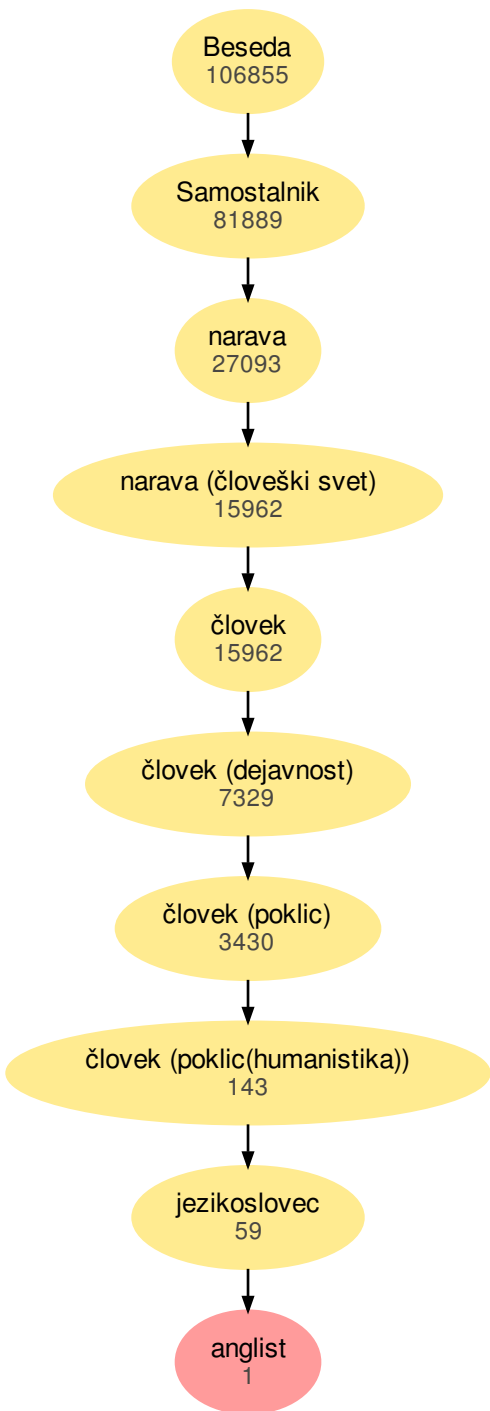 Beseda
106855
Samostalnik
81889
narava
27093
narava (človeški svet)
15962
človek
15962
človek (dejavnost)
7329
človek (poklic)
3430
človek (poklic(humanistika))
143
jezikoslovec
59
anglist
1